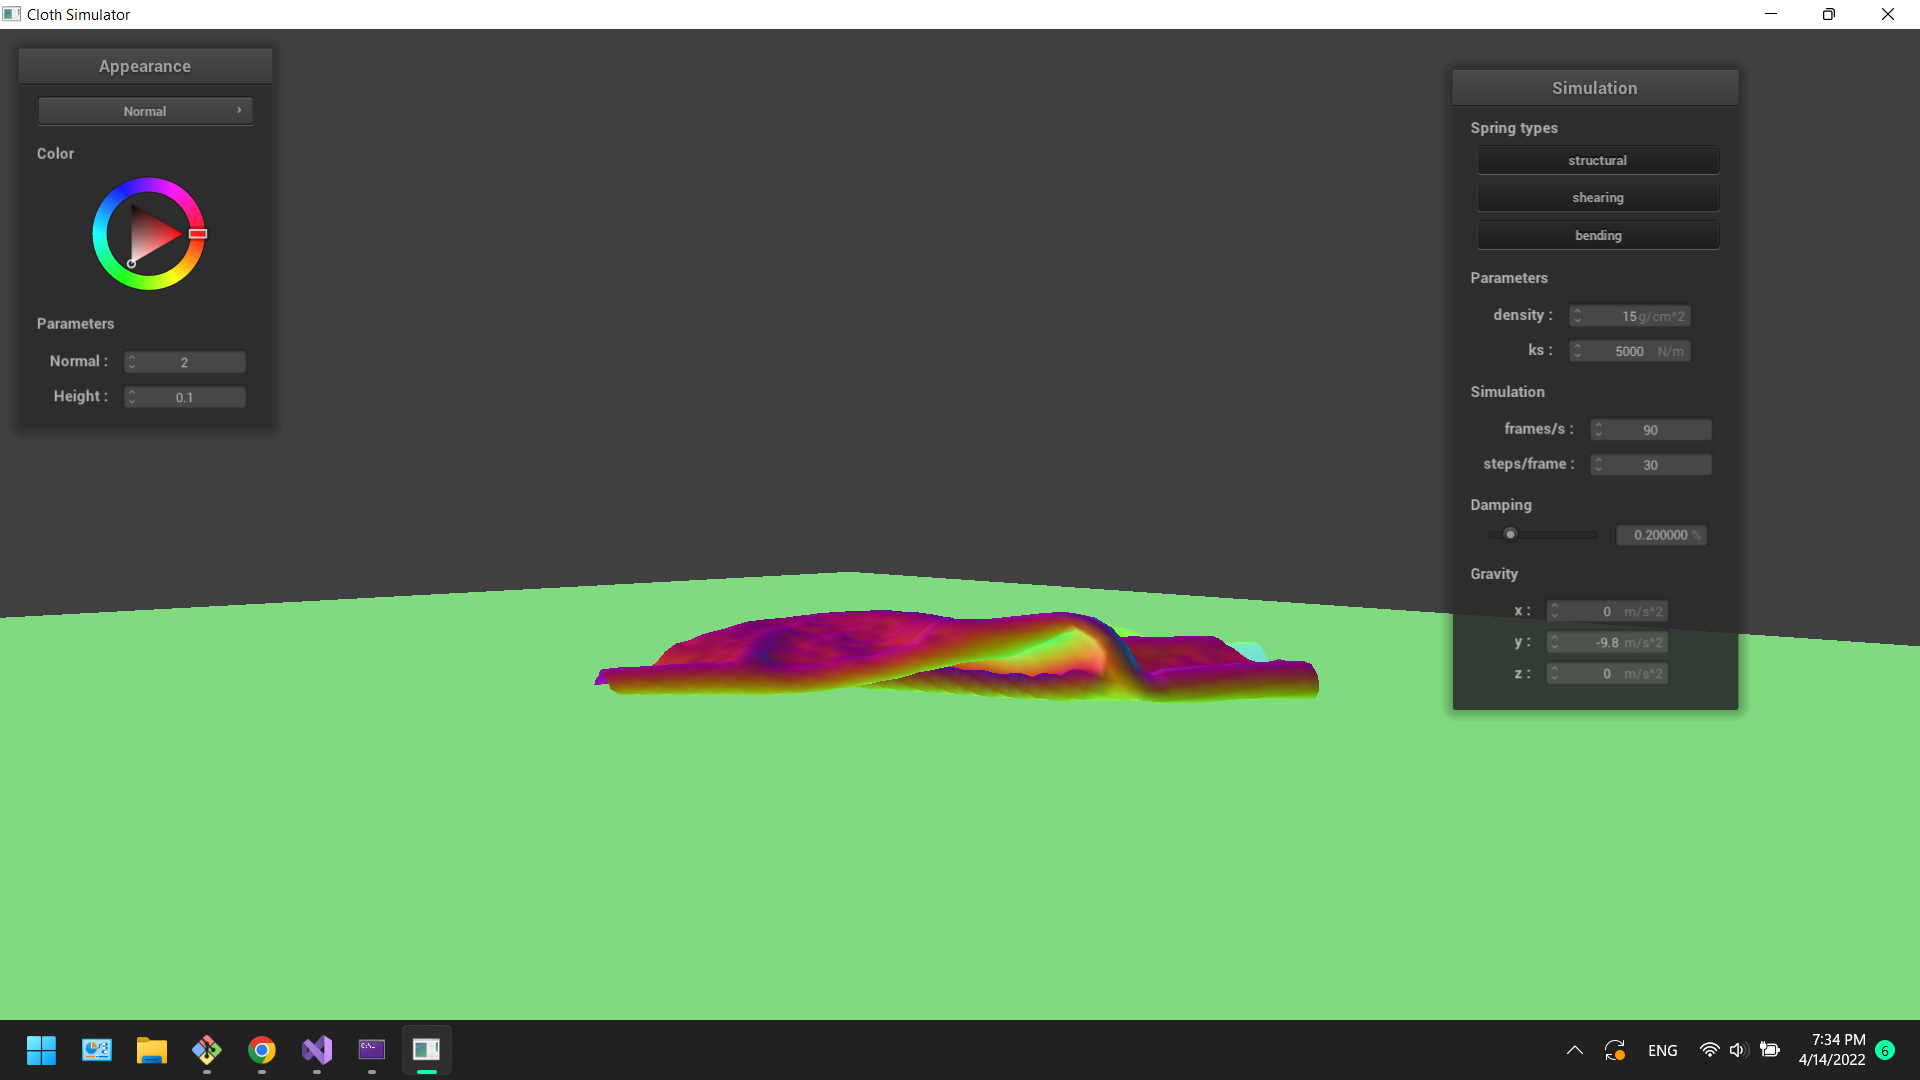 Cloth Simulator
Appearance
Normal
Color
Parameters
Normal : 2
Height : 0.1
Simulation
Spring types
structural
shearing
bending
Parameters
density : 15 g/cm^2
ks : 5000 N/m
Simulation
frames/s : 90
steps/frame : 30
Damping
0.200000 %
Gravity
x : 0 m/s^2
y : -9.8 m/s^2
z : 0 m/s^2
ENG
7:34 PM
4/14/2022
6